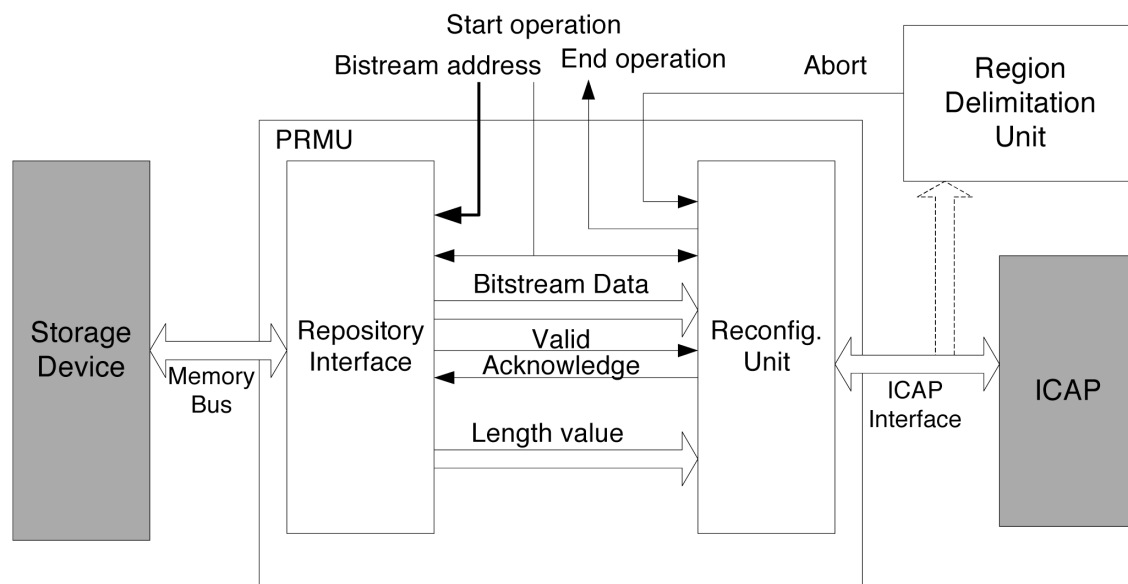 Start operation
Bistream address
End operation
Abort
Region
Delimitation
Unit
PRMU
Storage
Device
Memory
Bus
Repository
Interface
Bitstream Data
Valid
Acknowledge
Length value
Reconfig.
Unit
ICAP
Interface
ICAP